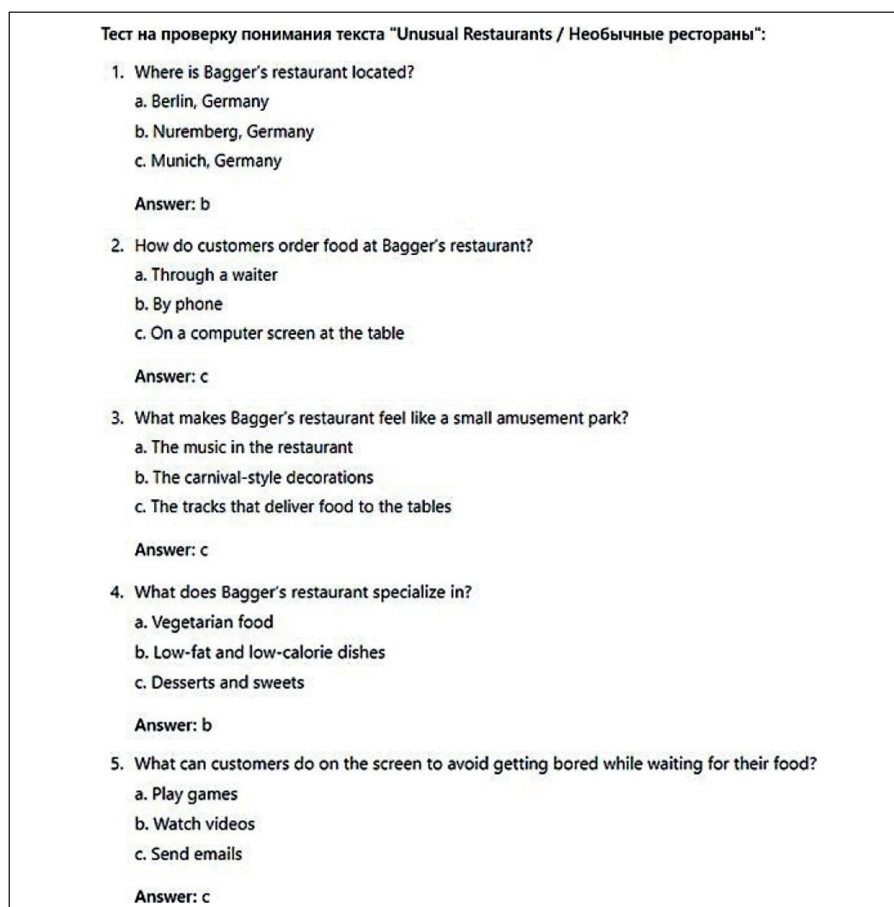 Тест на проверку понимания текста "Unusual Restaurants / Необычные рестораны":
1. Where is Bagger's restaurant located?
a. Berlin, Germany
b. Nuremberg, Germany
c. Munich, Germany
Answer: b
2. How do customers order food at Bagger's restaurant?
a. Through a waiter
b. By phone
c. On a computer screen at the table
Answer: c
3. What makes Bagger's restaurant feel like a small amusement park?
a. The music in the restaurant
b. The carnival-style decorations
c. The tracks that deliver food to the tables
Answer: c
4. What does Bagger's restaurant specialize in?
a. Vegetarian food
b. Low-fat and low-calorie dishes
c. Desserts and sweets
Answer: b
5. What can customers do on the screen to avoid getting bored while waiting for their food?
a. Play games
b. Watch videos
c. Send emails
Answer: c